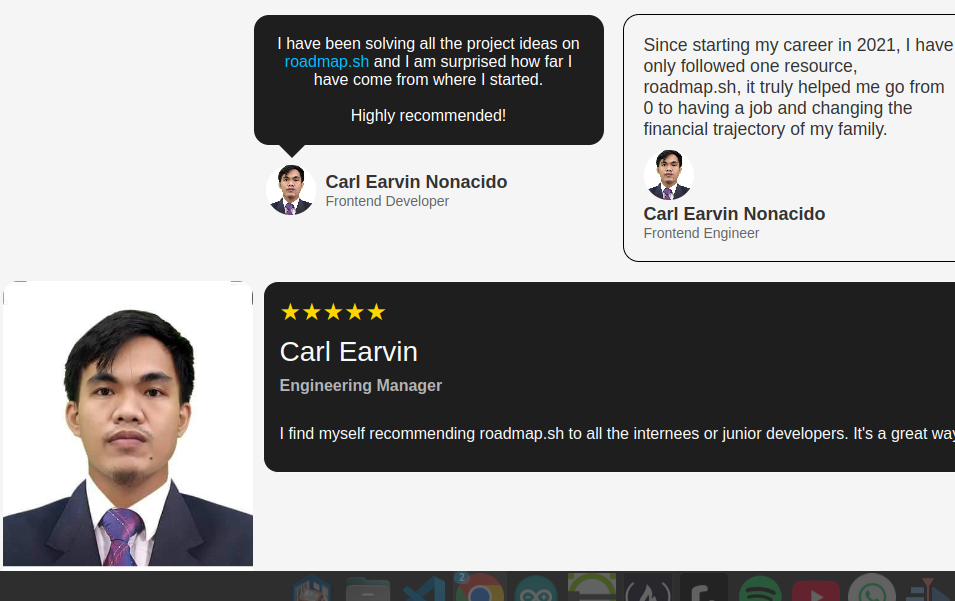 I have been solving all the project ideas on
roadmap.sh and I am surprised how far I
have come from where I started.
Highly recommended!
Carl Earvin Nonacido
Frontend Developer
Since starting my career in 2021, I have
only followed one resource,
roadmap.sh, it truly helped me go from
0 to having a job and changing the
financial trajectory of my family.
Carl Earvin Nonacido
Frontend Engineer
★★★★★
Carl Earvin
Engineering Manager
I find myself recommending roadmap.sh to all the internees or junior developers. It's a great way
2